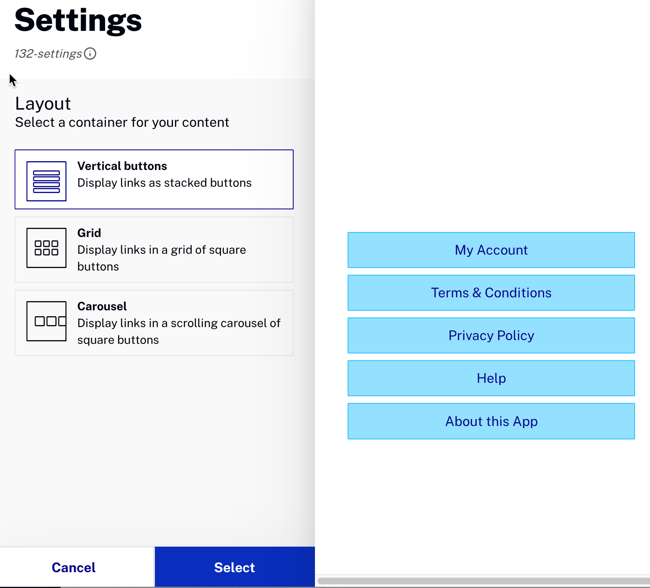 Settings
132-settings
Layout
Select a container for your content
Vertical buttons
Display links as stacked buttons
Grid
Display links in a grid of square
buttons
Carousel
Display links in a scrolling carousel of
square buttons
Cancel
Select
My Account
Terms & Conditions
Privacy Policy
Help
About this App